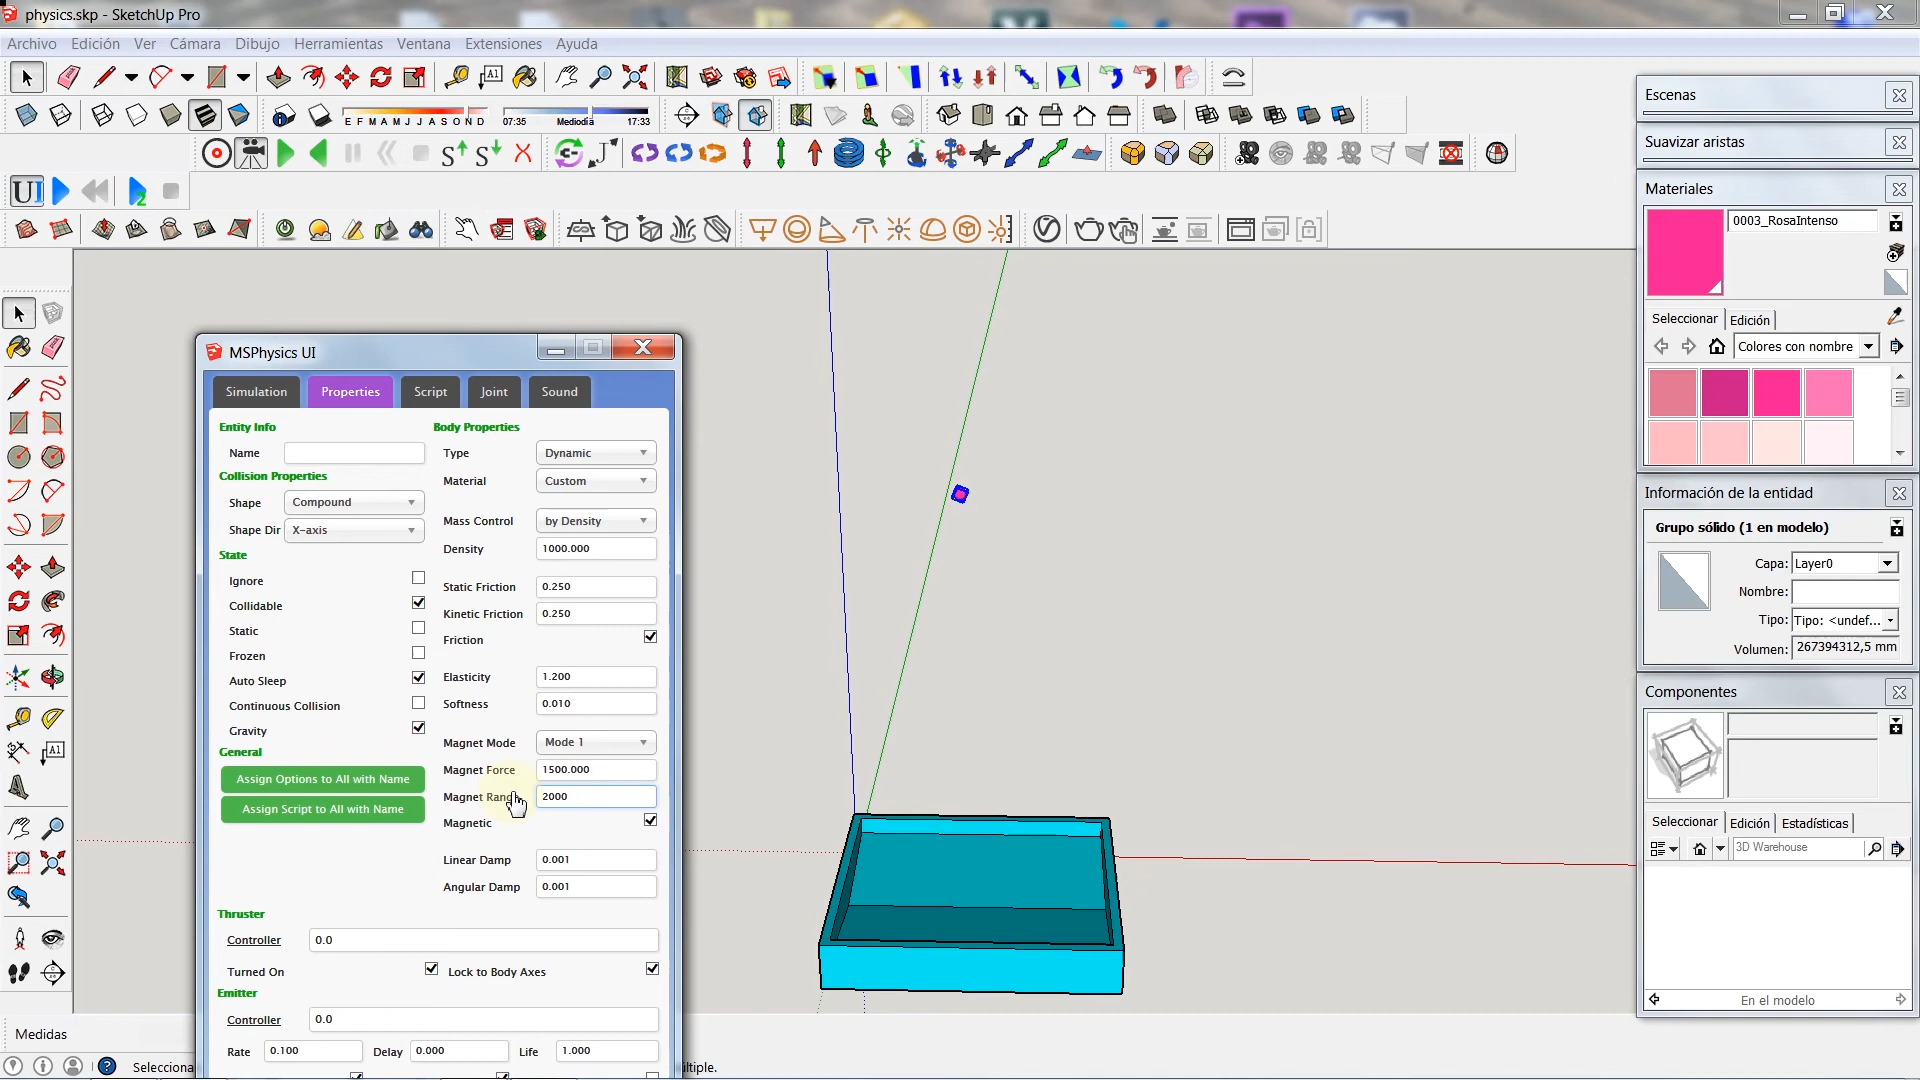 physics.skp - SketchUp Pro
Archivo Edición Ver Cámara Dibujo Herramientas Ventana Extensiones Ayuda
A1
E F M A M J J A S O N D 07:35 Mediodía 17:33
UI
2
MSPhysics UI
Simulation Properties Script Joint Sound
Entity Info
Name
Collision Properties
Shape Compound
Shape Dir X-axis
State
Ignore
Collidable
Static
Frozen
Auto Sleep
Continuous Collision
Gravity
General
Assign Options to All with Name
Assign Script to All with Name
Body Properties
Type Dynamic
Material Custom
Mass Control by Density
Density 1000.000
Static Friction 0.250
Kinetic Friction 0.250
Friction
Elasticity 1.200
Softness 0.010
Magnet Mode Mode 1
Magnet Force 1500.000
Magnet 2000
Magnetic
Linear Damp 0.001
Angular Damp 0.001
Thruster
Controller 0.0
Turned On Lock to Body Axes
Emitter
Controller 0.0
Rate 0.100 Delay 0.000 Life 1.000
Medidas
Selecciona
últiple.
Escenas
Suavizar aristas
Materiales
0003_RosaIntenso
Seleccionar Edición
Colores con nombre
Información de la entidad
Grupo sólido (1 en modelo)
Capa: Layer0
Nombre:
Tipo: Tipo: <undef...
Volumen: 267394312,5 mm
Componentes
Seleccionar Edición Estadísticas
3D Warehouse
En el modelo